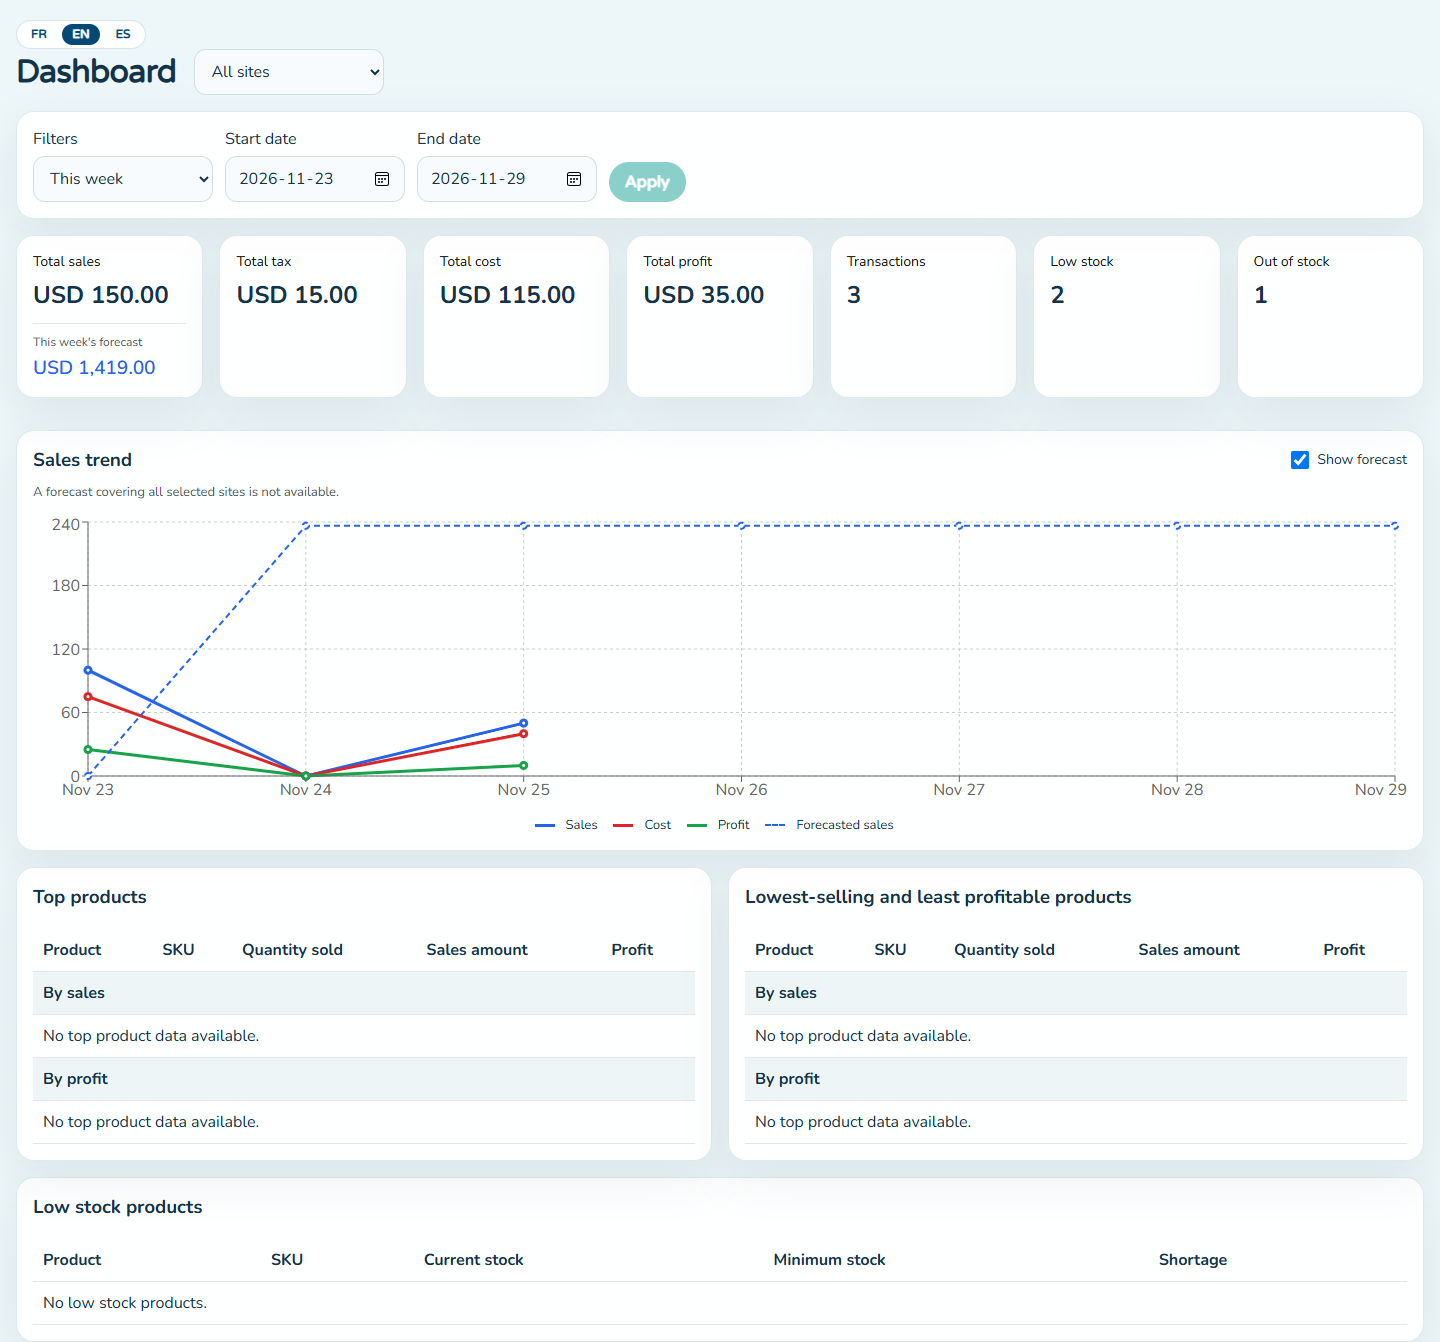 FR EN ES
Dashboard All sites
Filters Start date End date
This week 2026-11-23 2026-11-29 Apply
Total sales Total tax Total cost Total profit Transactions Low stock Out of stock
USD 150.00 USD 15.00 USD 115.00 USD 35.00 3 2 1
This week's forecast
USD 1,419.00
Sales trend Show forecast
A forecast covering all selected sites is not available.
240
180
120
60
0
Nov 23 Nov 24 Nov 25 Nov 26 Nov 27 Nov 28 Nov 29
Sales Cost Profit Forecasted sales
Top products
Product SKU Quantity sold Sales amount Profit
By sales
No top product data available.
By profit
No top product data available.
Lowest-selling and least profitable products
Product SKU Quantity sold Sales amount Profit
By sales
No top product data available.
By profit
No top product data available.
Low stock products
Product SKU Current stock Minimum stock Shortage
No low stock products.